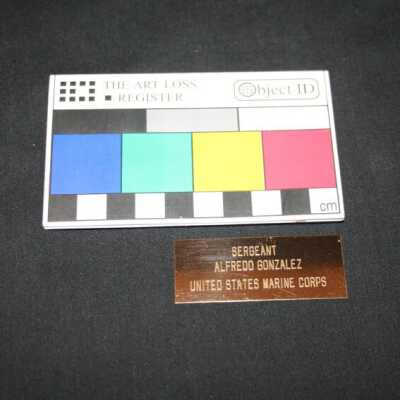 THE ART LOSS
REGISTER
Object ID
cm
SERGEANT
ALFREDO GONZALEZ
UNITED STATES MARINE CORPS